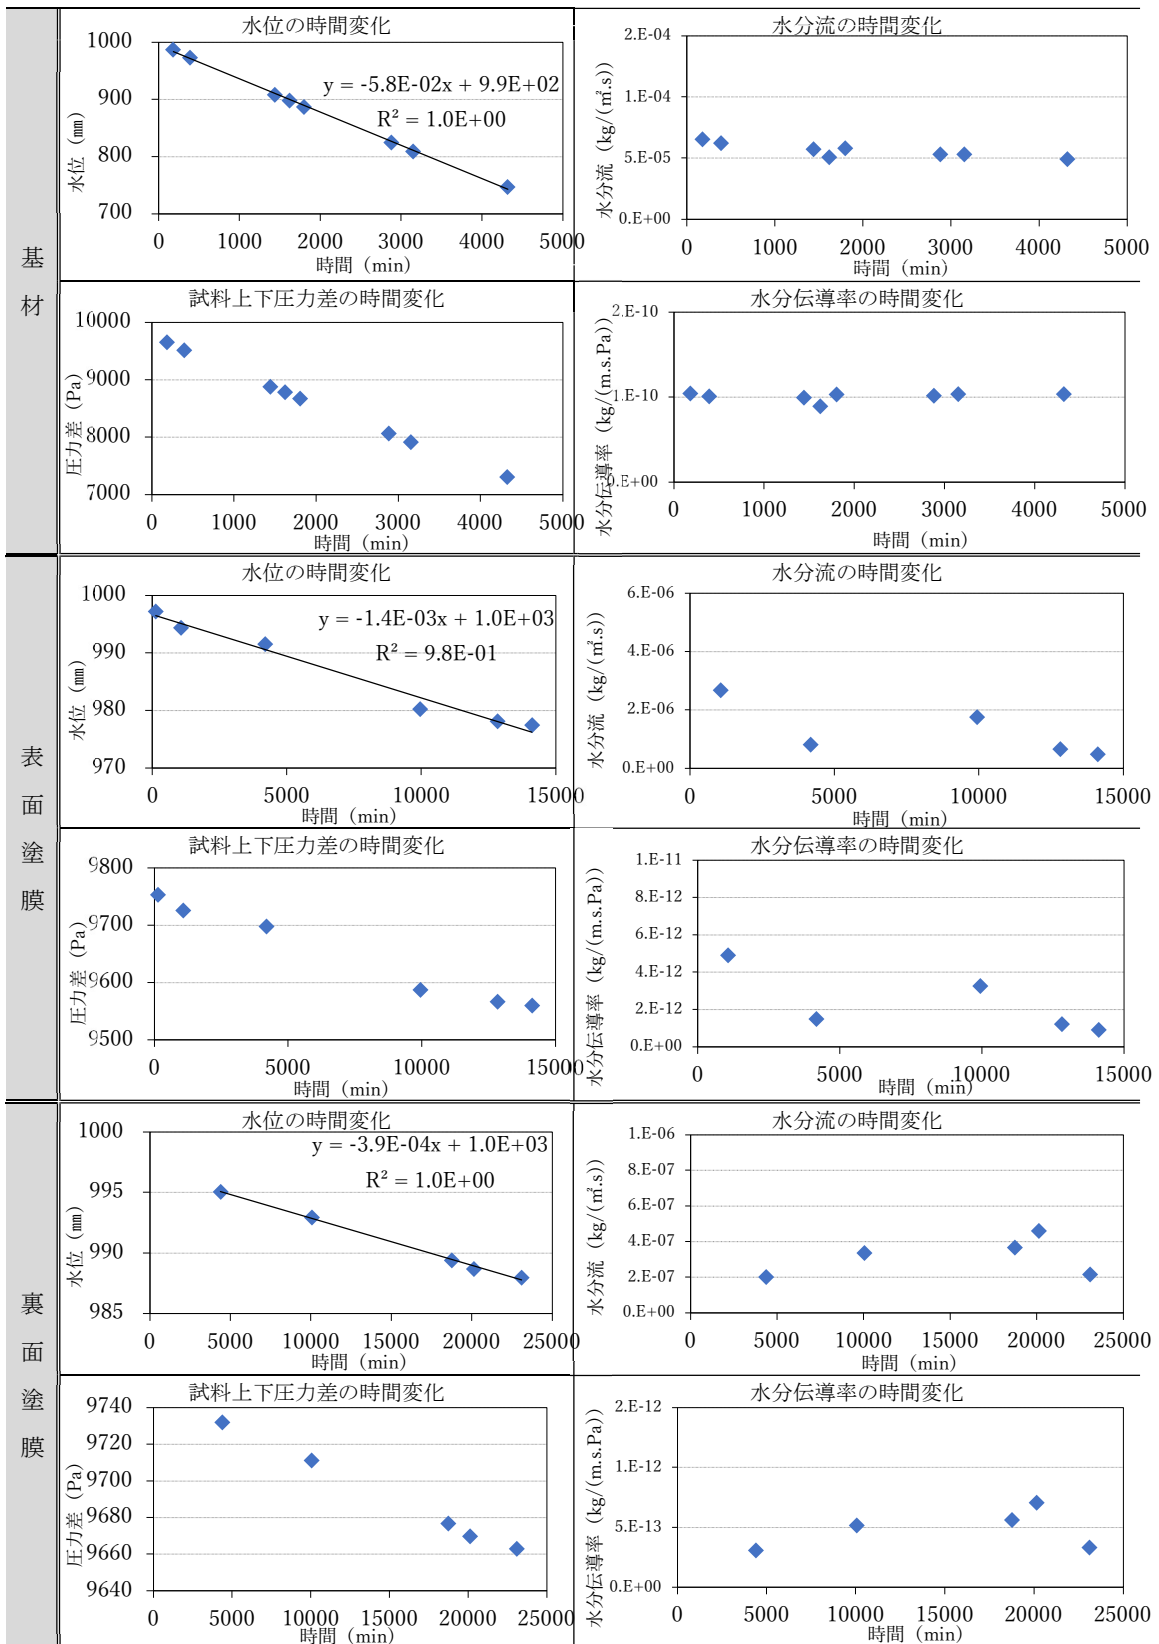 基材
水位の時間変化
1000
900
800
700
水位 (㎜)
y = -5.8E-02x + 9.9E+02
R² = 1.0E+00
0 1000 2000 3000 4000 5000
時間 (min)
水分流の時間変化
2.E-04
1.E-04
5.E-05
0.E+00
水分流 (kg/(㎡.s))
0 1000 2000 3000 4000 5000
時間 (min)
試料上下圧力差の時間変化
10000
9000
8000
7000
圧力差 (Pa)
0 1000 2000 3000 4000 5000
時間 (min)
水分伝導率の時間変化
2.E-10
1.E-10
0.E+00
水分伝導率 (kg/(m.s.Pa))
0 1000 2000 3000 4000 5000
時間 (min)
表面塗膜
水位の時間変化
1000
990
980
970
水位 (㎜)
y = -1.4E-03x + 1.0E+03
R² = 9.8E-01
0 5000 10000 15000
時間 (min)
水分流の時間変化
6.E-06
4.E-06
2.E-06
0.E+00
水分流 (kg/(㎡.s))
0 5000 10000 15000
時間 (min)
試料上下圧力差の時間変化
9800
9700
9600
9500
圧力差 (Pa)
0 5000 10000 15000
時間 (min)
水分伝導率の時間変化
1.E-11
8.E-12
6.E-12
4.E-12
2.E-12
0.E+00
水分伝導率 (kg/(m.s.Pa))
0 5000 10000 15000
時間 (min)
裏面塗膜
水位の時間変化
1000
995
990
985
水位 (㎜)
y = -3.9E-04x + 1.0E+03
R² = 1.0E+00
0 5000 10000 15000 20000 25000
時間 (min)
水分流の時間変化
1.E-06
8.E-07
6.E-07
4.E-07
2.E-07
0.E+00
水分流 (kg/(㎡.s))
0 5000 10000 15000 20000 25000
時間 (min)
試料上下圧力差の時間変化
9740
9720
9700
9680
9660
9640
圧力差 (Pa)
0 5000 10000 15000 20000 25000
時間 (min)
水分伝導率の時間変化
2.E-12
1.E-12
5.E-13
0.E+00
水分伝導率 (kg/(m.s.Pa))
0 5000 10000 15000 20000 25000
時間 (min)